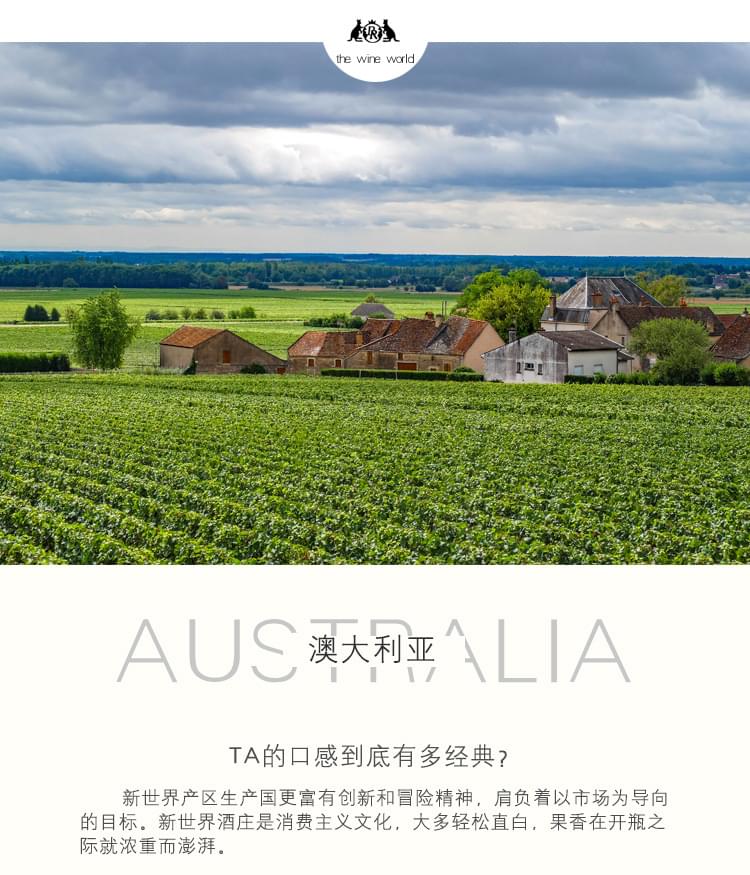 the wine world
AUSTRALIA
澳大利亚
TA的口感到底有多经典?
新世界产区生产国更富有创新和冒险精神，肩负着以市场为导向
的目标。新世界酒庄是消费主义文化，大多轻松直白，果香在开瓶之
际就浓重而澎湃。